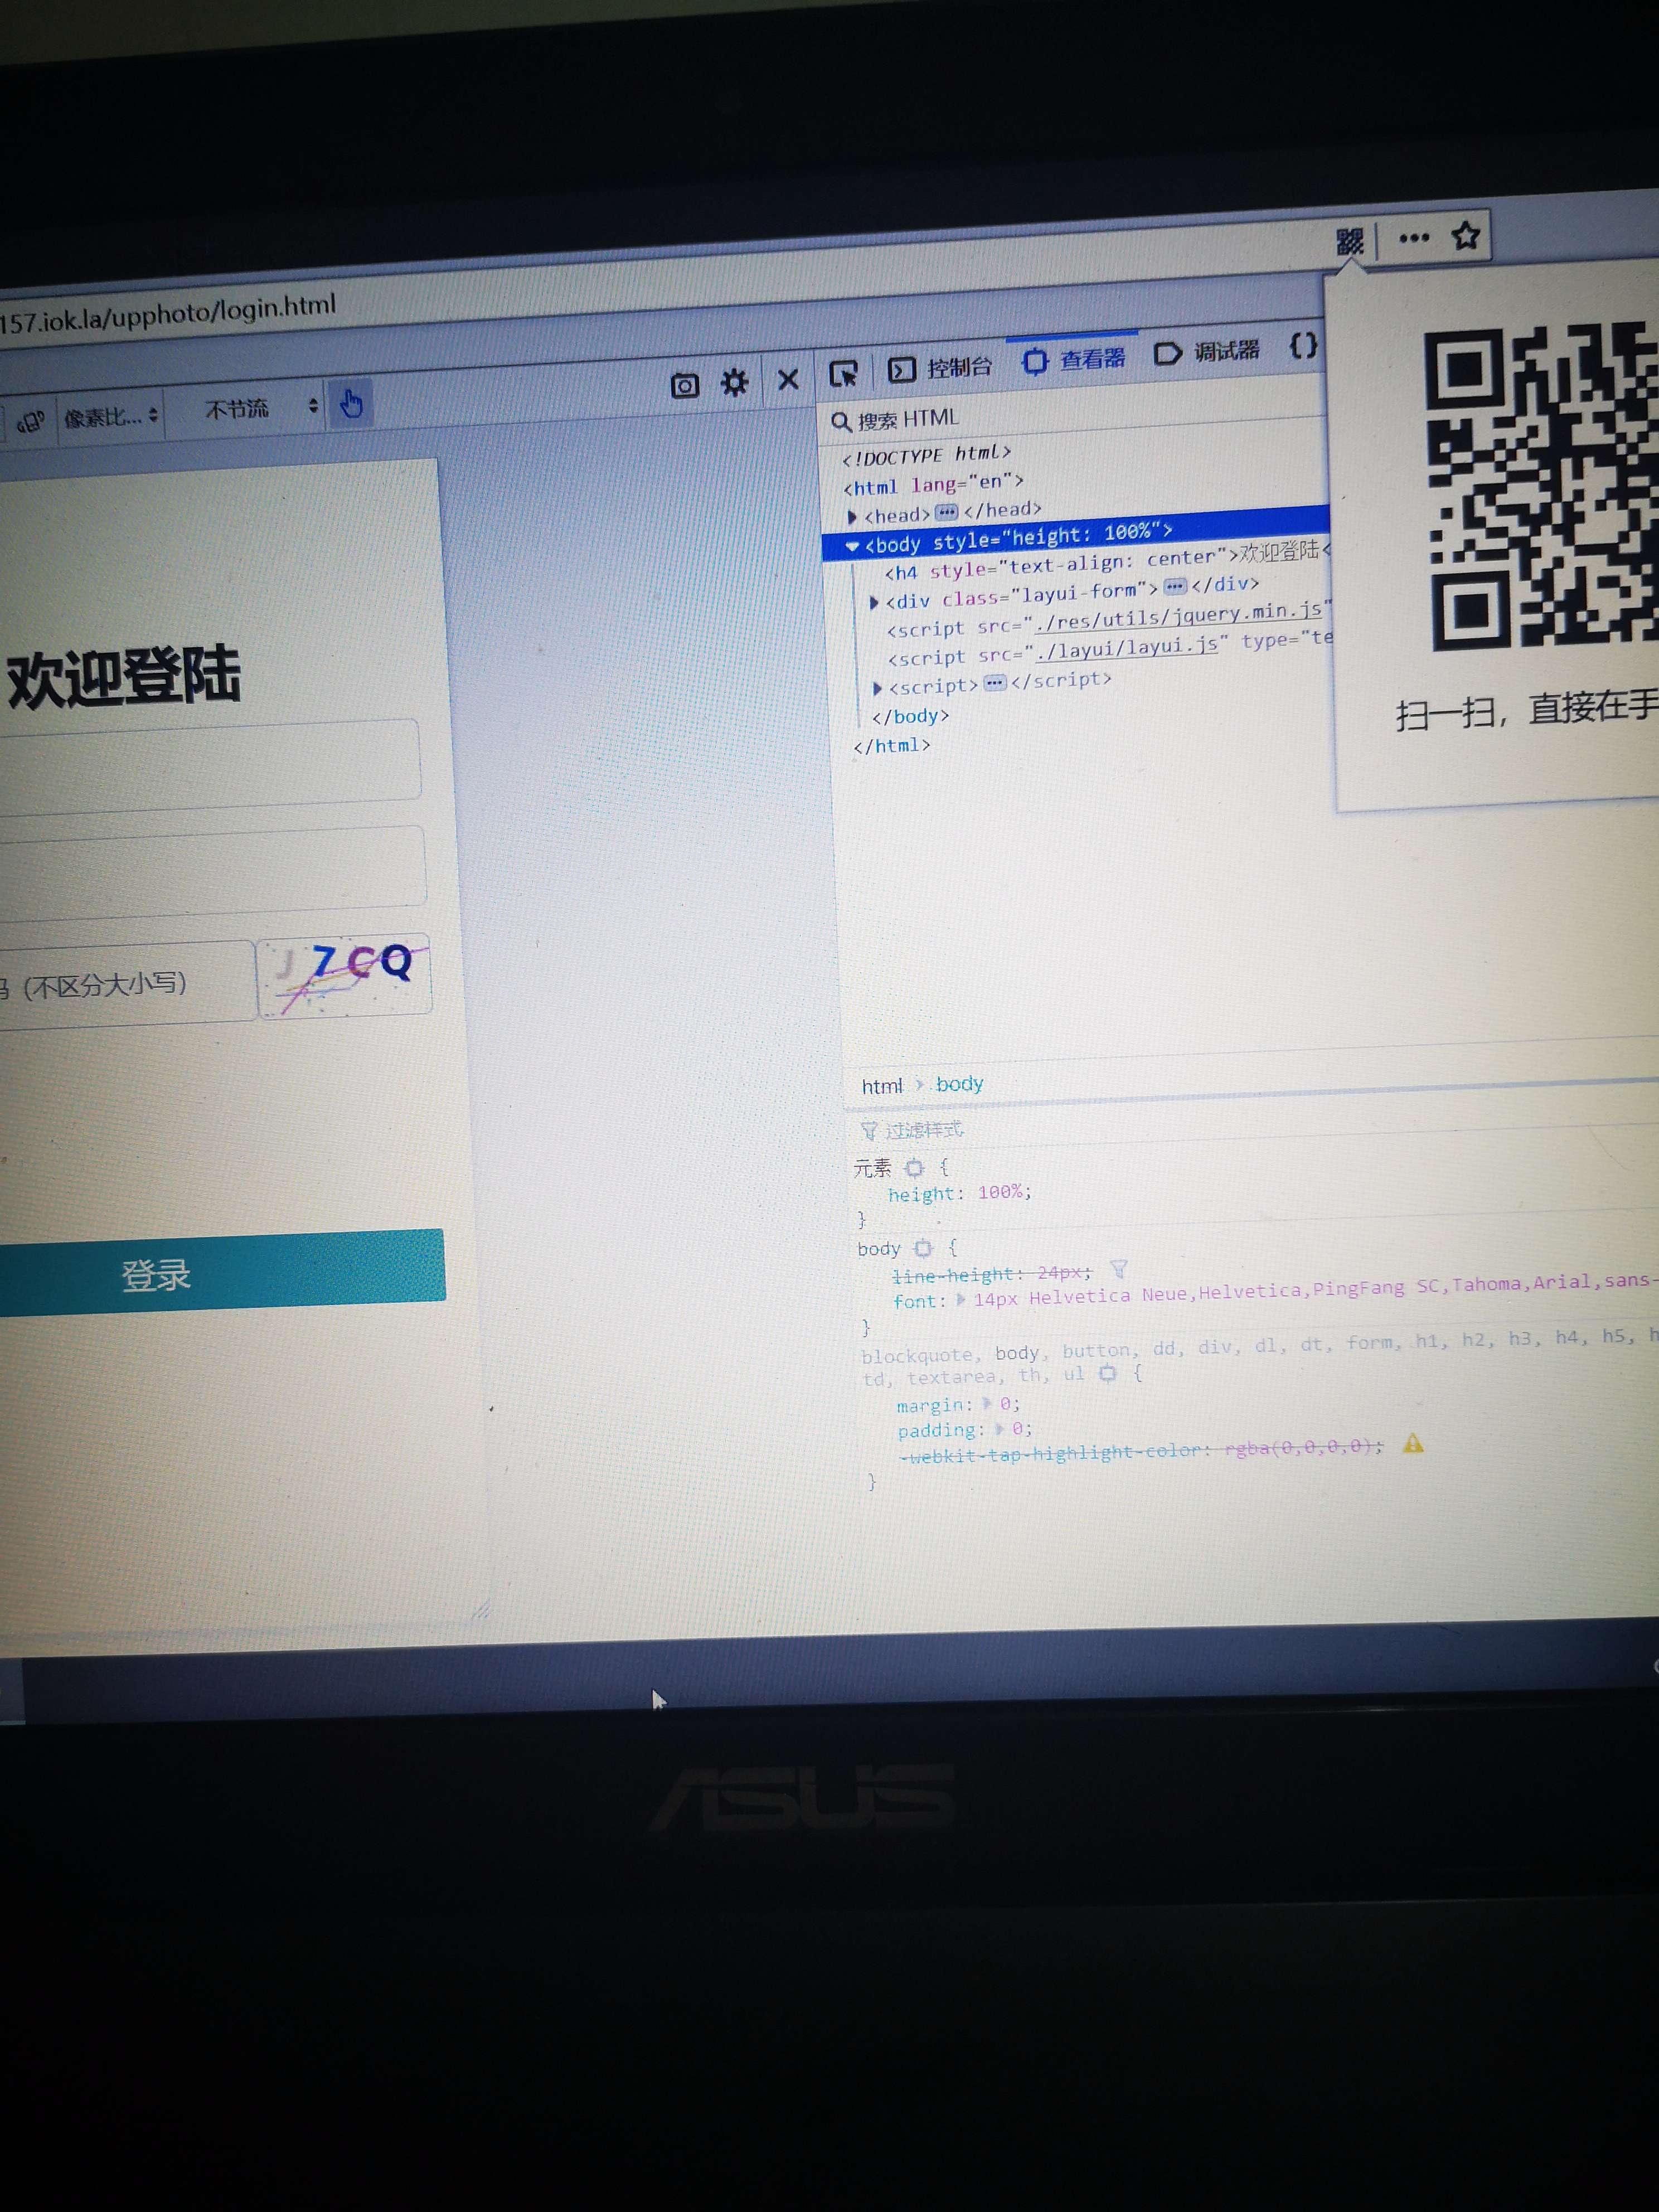 157.iok.la/upphoto/login.html
像素比...
不节流
控制台
查看器
调试器
{}
搜索 HTML
<!DOCTYPE html>
<html lang="en">
<head>...</head>
<body style="height: 100%">
<h4 style="text-align: center">欢迎登陆<
<div class="layui-form">...</div>
<script src="./res/utils/jquery.min.js"
<script src="./layui/layui.js" type="te
<script>...</script>
</body>
</html>
扫一扫，直接在手
欢迎登陆
（不区分大小写）
J7CQ
登录
html > body
过滤样式
元素 {
height: 100%;
}
body {
line-height: 24px;
font: 14px Helvetica Neue,Helvetica,PingFang SC,Tahoma,Arial,sans-
}
blockquote, body, button, dd, div, dl, dt, form, h1, h2, h3, h4, h5, h
td, textarea, th, ul {
margin: 0;
padding: 0;
-webkit-tap-highlight-color: rgba(0,0,0,0);
}
ASUS